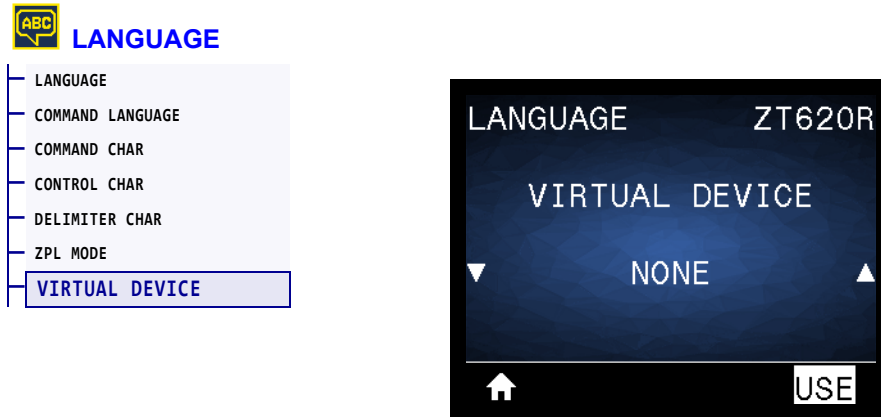 ABC
LANGUAGE
LANGUAGE
COMMAND LANGUAGE
COMMAND CHAR
CONTROL CHAR
DELIMITER CHAR
ZPL MODE
VIRTUAL DEVICE
LANGUAGE ZT620R
VIRTUAL DEVICE
NONE
USE